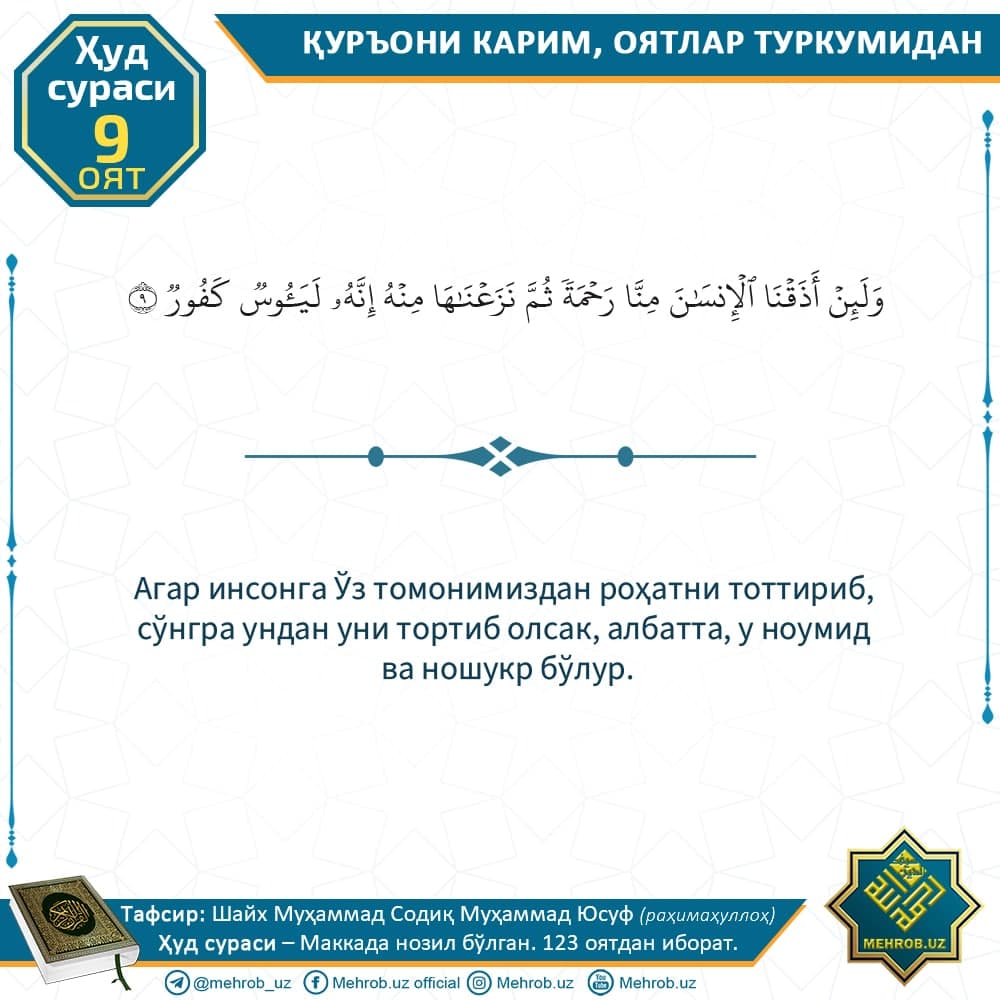 Ҳуд
сураси
9
ОЯТ
ҚУРЪОНИ КАРИМ, ОЯТЛАР ТУРКУМИДАН
وَلَئِنۡ أَذَقۡنَا ٱلۡإِنسَٰنَ مِنَّا رَحۡمَةٗ ثُمَّ نَزَعۡنَٰهَا مِنۡهُ إِنَّهُۥ لَيَـُٔوسٞ كَفُورٞ ٩
Агар инсонга Ўз томонимиздан роҳатни тоттириб,
сўнгра ундан уни тортиб олсак, албатта, у ноумид
ва ношукр бўлур.
Тафсир: Шайх Муҳаммад Содиқ Муҳаммад Юсуф (раҳимаҳуллоҳ)
Ҳуд сураси – Маккада нозил бўлган. 123 оятдан иборат.
MEHROB.UZ
@mehrob_uz Mehrob.uz official Mehrob.uz You Tube Mehrob.uz